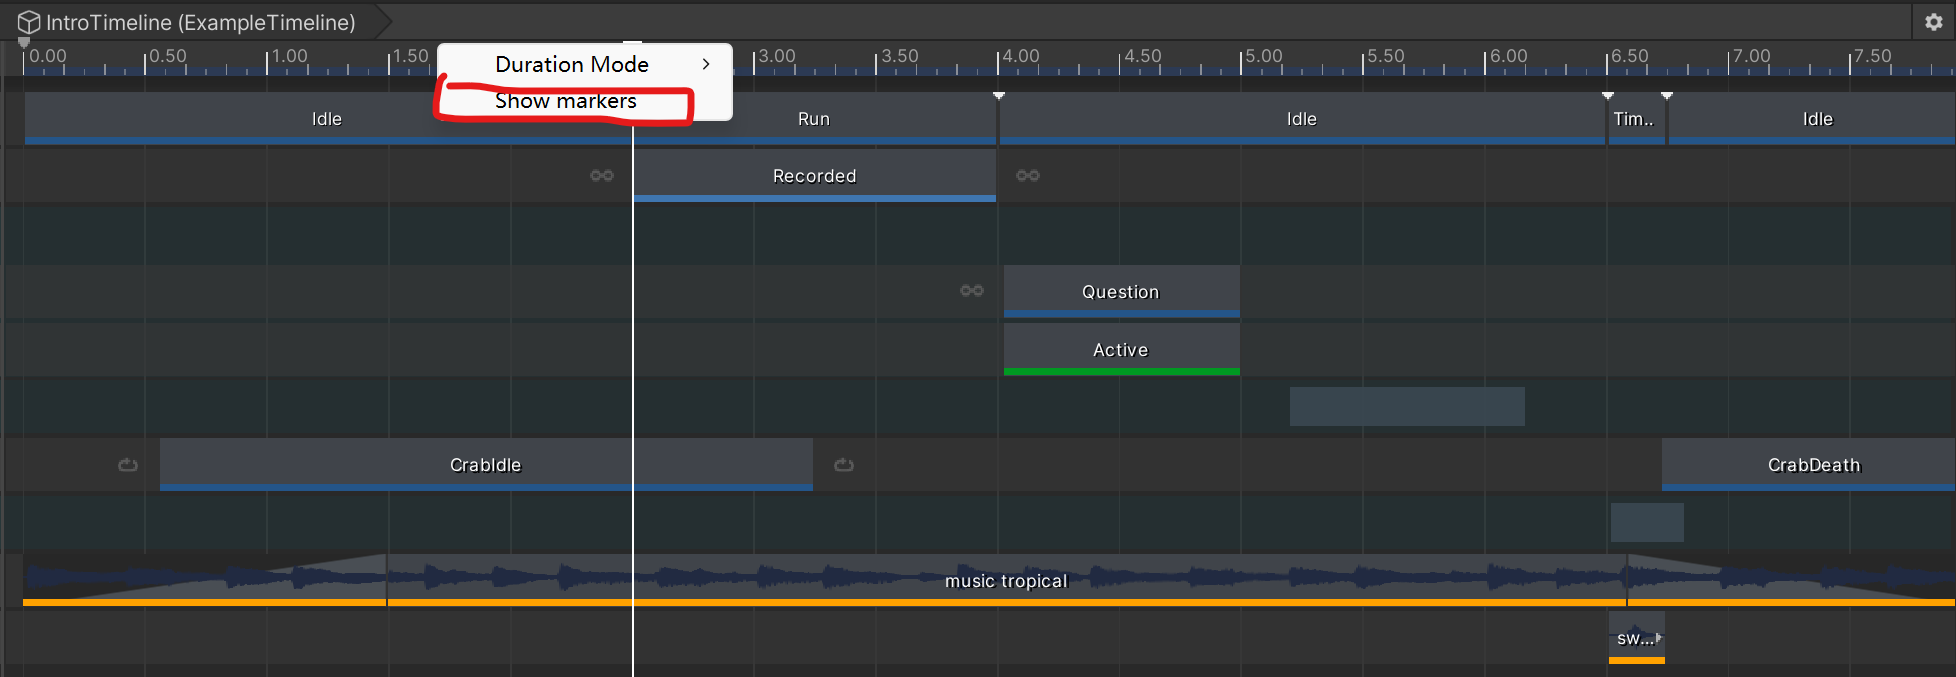 IntroTimeline (ExampleTimeline)
0.00 0.50 1.00 1.50 3.00 3.50 4.00 4.50 5.00 5.50 6.00 6.50 7.00 7.50
Duration Mode
Show markers
Idle Run Idle Tim.. Idle
Recorded
Question
Active
CrabIdle CrabDeath
music tropical
sw...